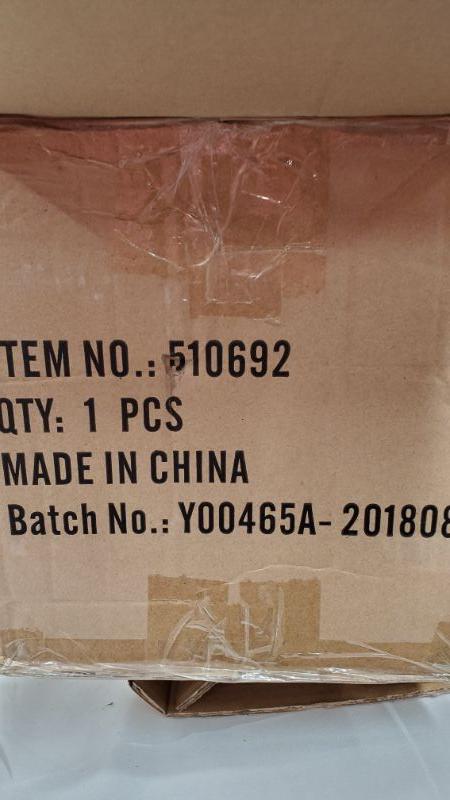 TEM NO.: 510692
QTY: 1 PCS
MADE IN CHINA
Batch No.: Y00465A- 201808